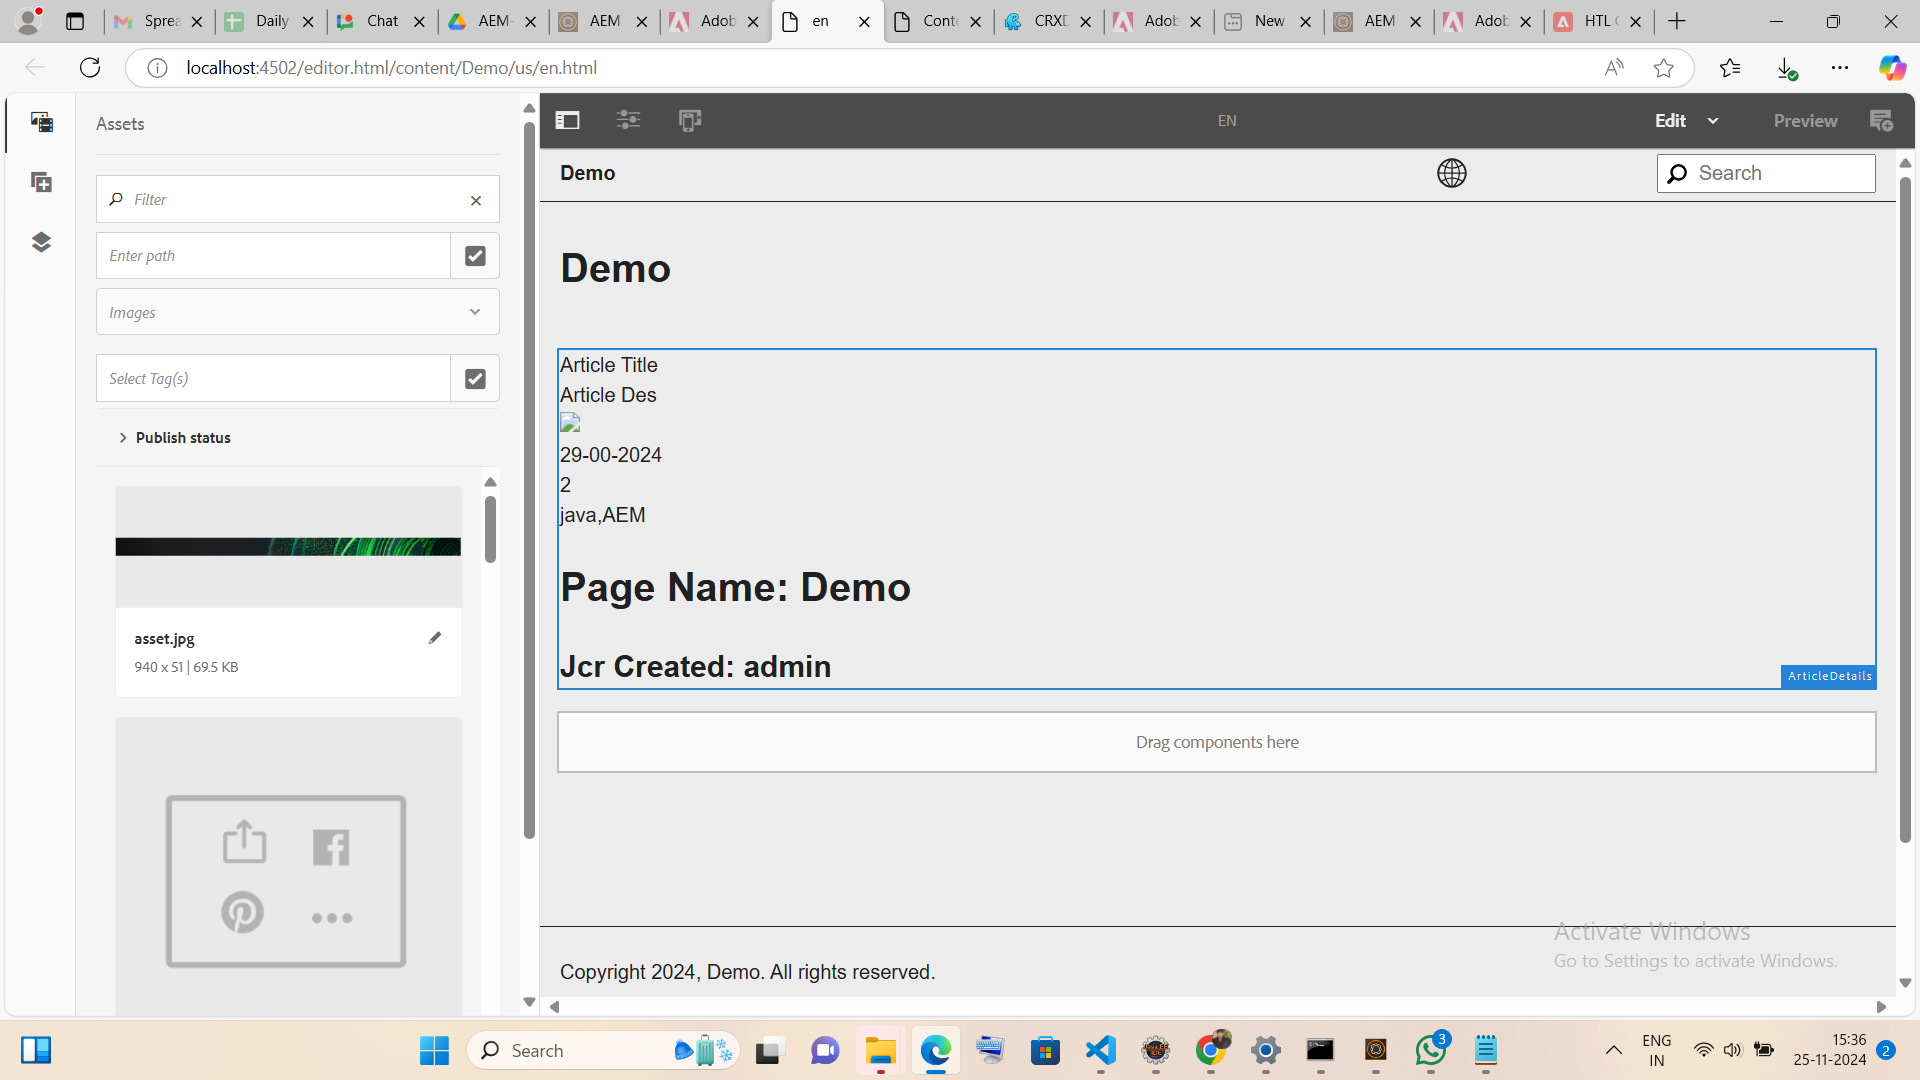 Sprea
Daily
Chat
AEM-
AEM
Adob
en
Conte
CRXD
Adob
New
AEM
Adob
HTL
localhost:4502/editor.html/content/Demo/us/en.html
Assets
Filter
Enter path
Images
Select Tag(s)
Publish status
asset.jpg
940 x 51 | 69.5 KB
EN
Edit
Preview
Demo
Search
Demo
Article Title
Article Des
29-00-2024
2
java,AEM
Page Name: Demo
Jcr Created: admin
ArticleDetails
Drag components here
Activate Windows
Go to Settings to activate Windows.
Copyright 2024, Demo. All rights reserved.
Search
3
ENG
IN
15:36
25-11-2024
2